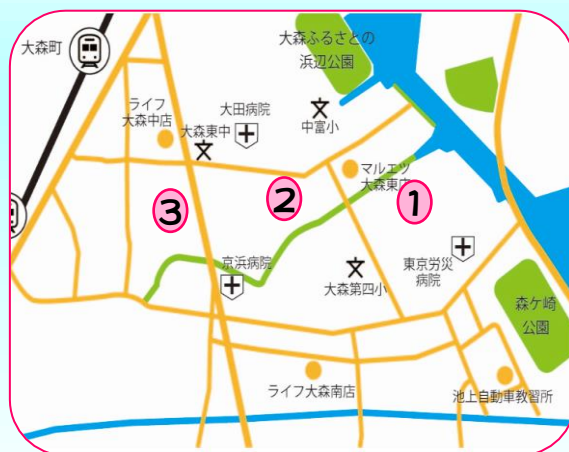 大森町
大森ふるさとの
浜辺公園
ライフ
大森中店
大田病院
大森東中
中富小
マルエツ
大森東店
③
②
①
京浜病院
大森第四小
東京労災
病院
森ケ崎
公園
ライフ大森南店
池上自動車教習所